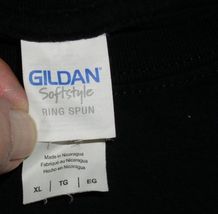 GILDAN
Softstyle
RING SPUN
Made in Nicaragua
Fabriqué au Nicaragua
Hecho en Nicaragua
XL TG EG